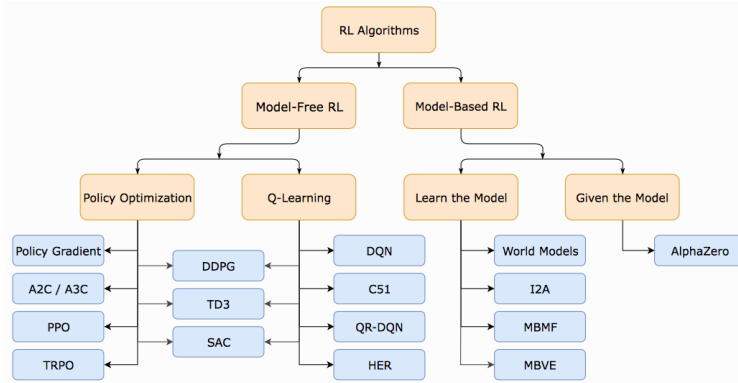 RL Algorithms
Model-Free RL
Model-Based RL
Policy Optimization
Q-Learning
Learn the Model
Given the Model
Policy Gradient
DDPG
DQN
World Models
AlphaZero
A2C / A3C
TD3
C51
I2A
PPO
SAC
QR-DQN
MBMF
TRPO
HER
MBVE